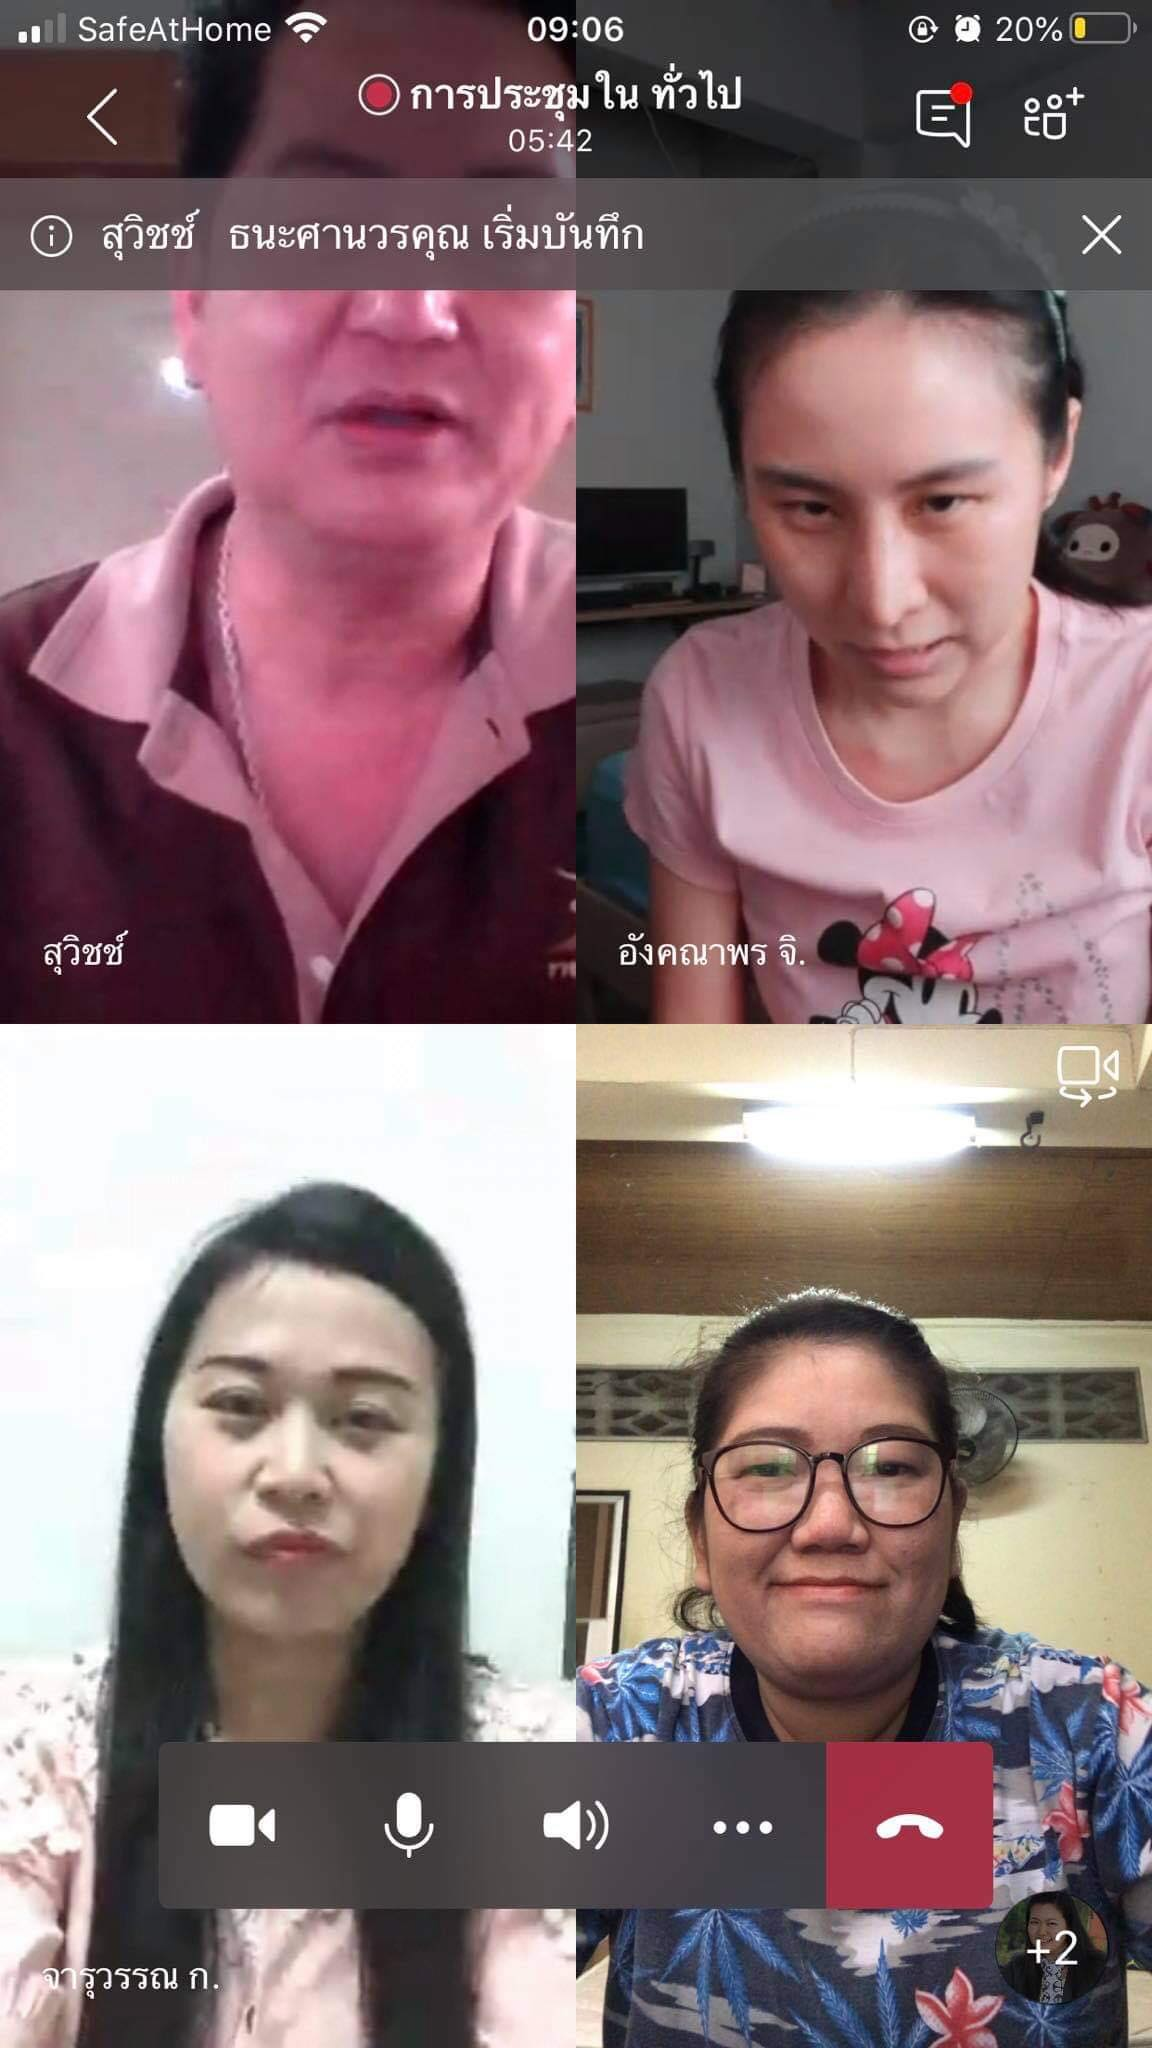 SafeAtHome 09:06 20%
การประชุมใน ทั่วไป
05:42
สุวิชช์ ธนะศานวรคุณ เริ่มบันทึก
สุวิชช์
อังคณาพร จิ.
จารุวรรณ ก.
+2